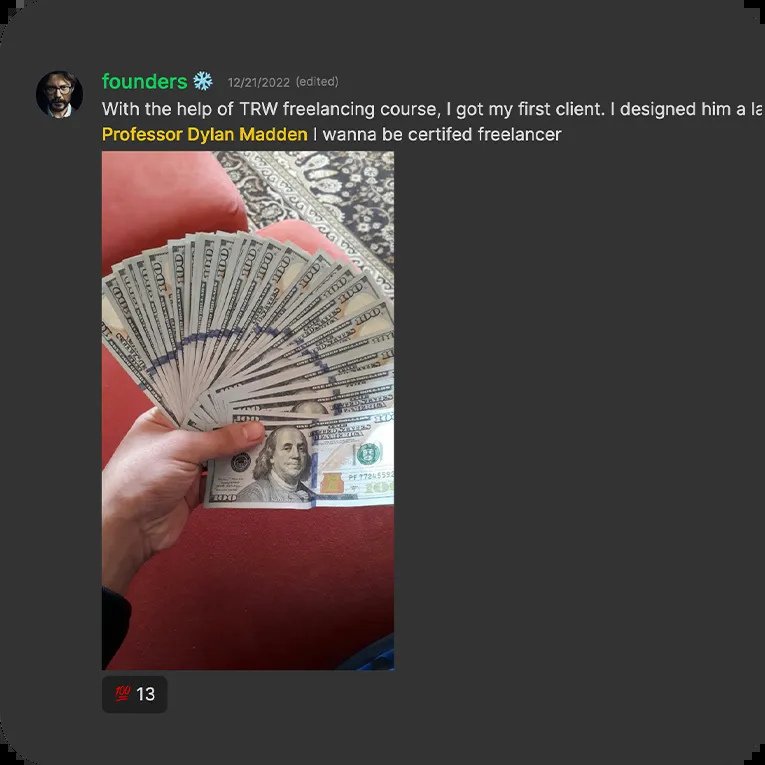 founders 12/21/2022 (edited)
With the help of TRW freelancing course, I got my first client. I designed him a la
Professor Dylan Madden I wanna be certifed freelancer
100
13